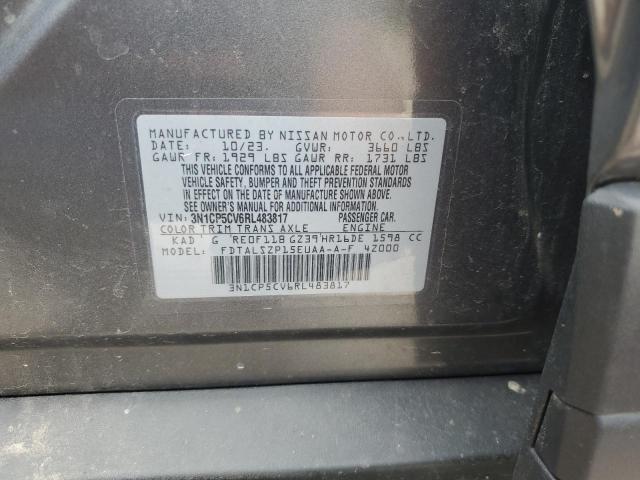 MANUFACTURED BY NISSAN MOTOR CO.,LTD.
DATE: 10/23. GVWR: 3660 LBS
GAWR FR: 1929 LBS GAWR RR: 1731 LBS
THIS VEHICLE CONFORMS TO ALL APPLICABLE FEDERAL MOTOR
VEHICLE SAFETY, BUMPER AND THEFT PREVENTION STANDARDS
IN EFFECT ON THE DATE OF MANUFACTURE SHOWN ABOVE.
SEE OWNER'S MANUAL FOR ADDITIONAL INFORMATION
VIN: 3N1CP5CV6RL483817 PASSENGER CAR.
COLOR TRIM TRANS AXLE ENGINE
KAD G RE0F11B GZ39 HR16DE 1598 CC
MODEL: FDTALSZP15EUAA-A-F 42000
3N1CP5CV6RL483817